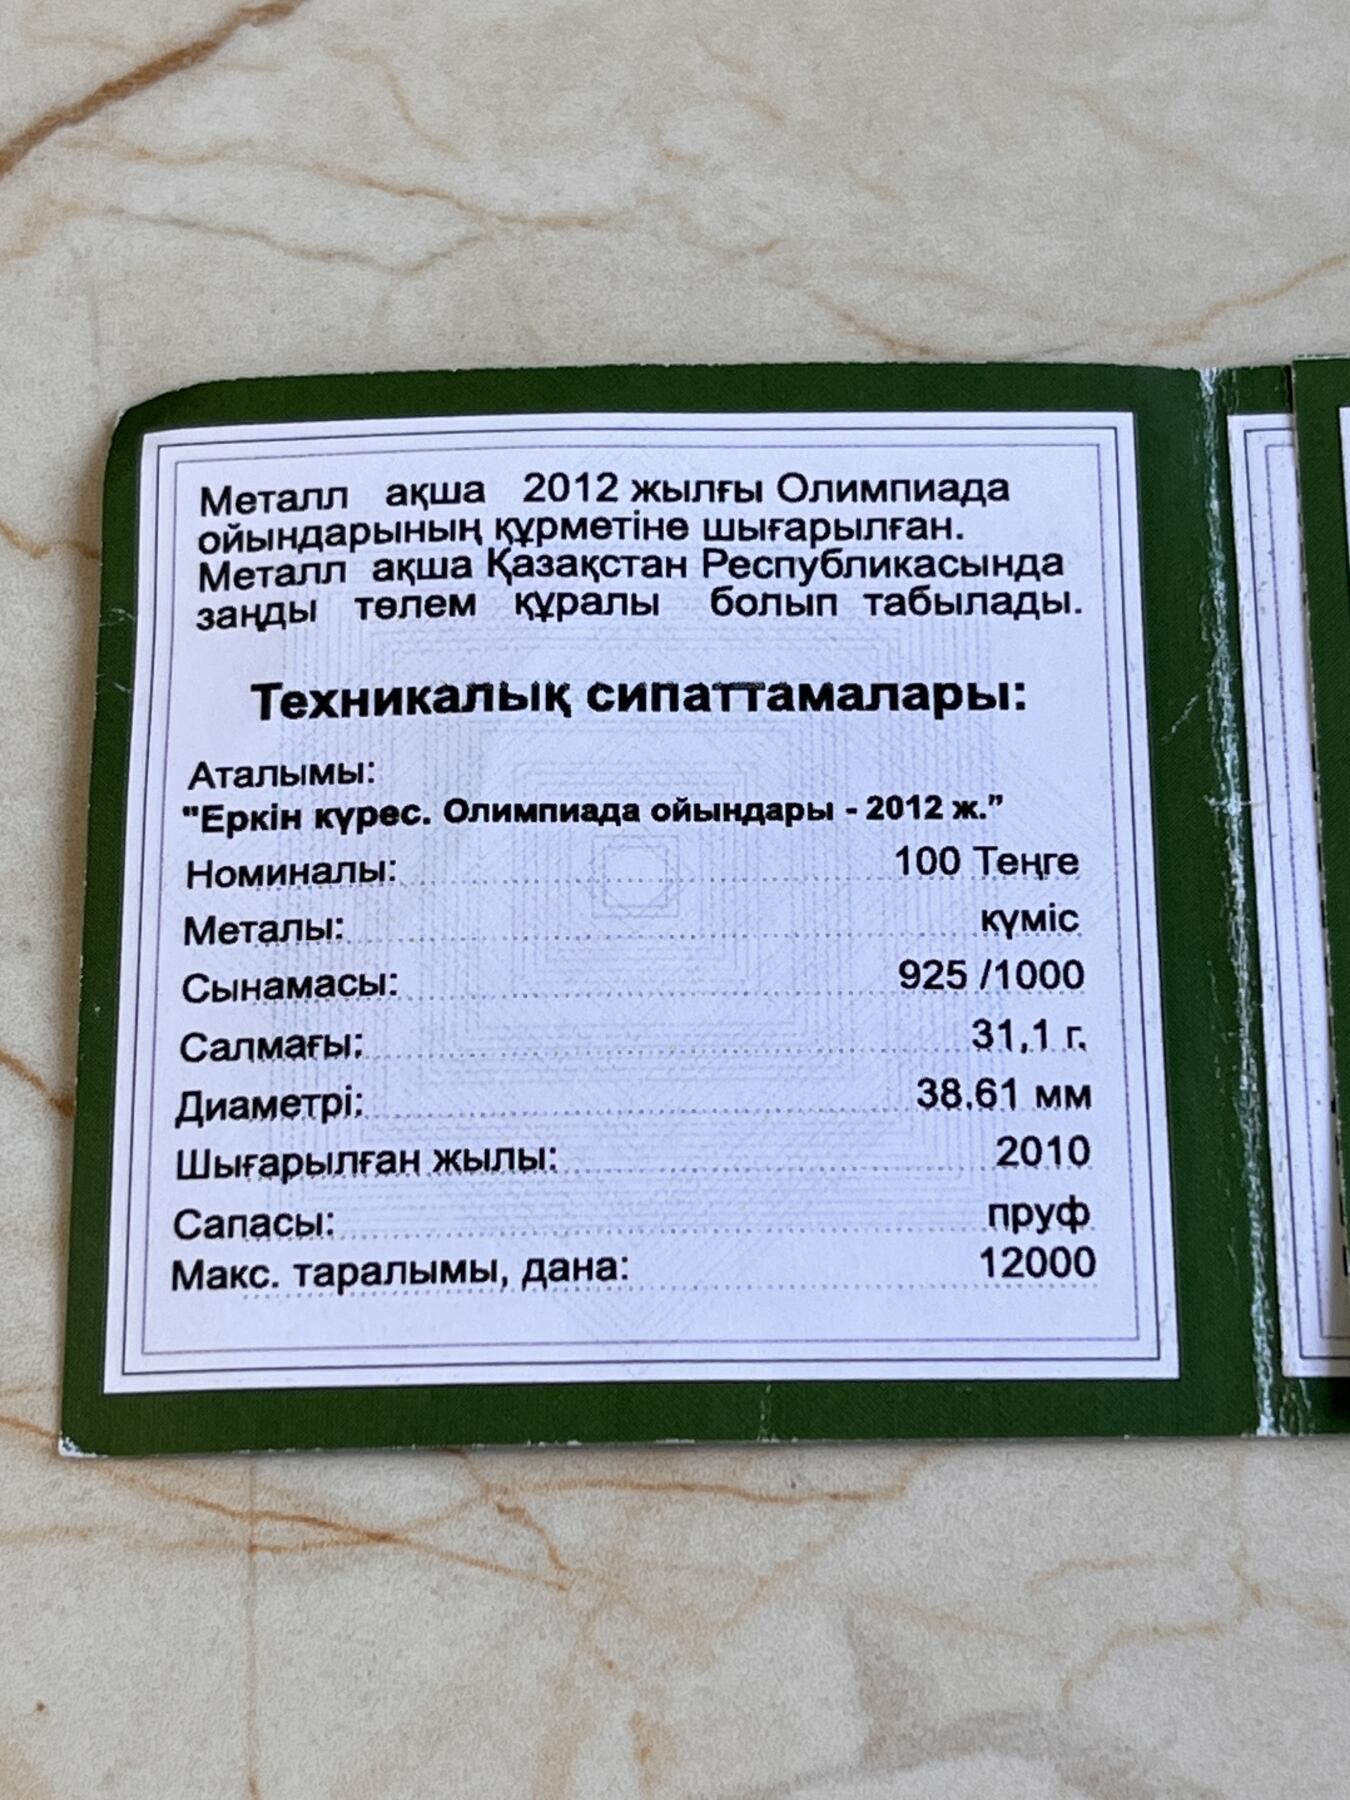 Металл ақша 2012 жылғы Олимпиада
ойындарының құрметіне шығарылған.
Металл ақша Қазақстан Республикасында
заңды төлем құралы болып табылады.
Техникалық сипаттамалары:
Аталымы:
"Еркін күрес. Олимпиада ойындары - 2012 ж."
Номиналы: 100 Теңге
Металы: күміс
Сынамасы: 925 /1000
Салмағы: 31,1 г.
Диаметрі: 38.61 мм
Шығарылған жылы: 2010
Сапасы: пруф
Макс. таралымы, дана: 12000